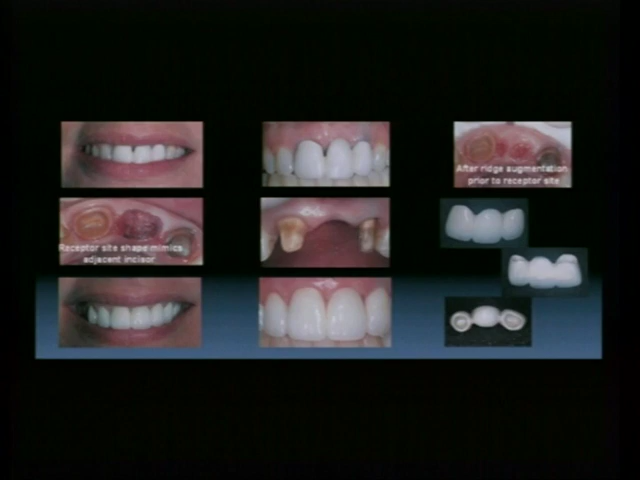 After ridge augmentation
prior to receptor site
Receptor site shape mimics
adjacent incisor